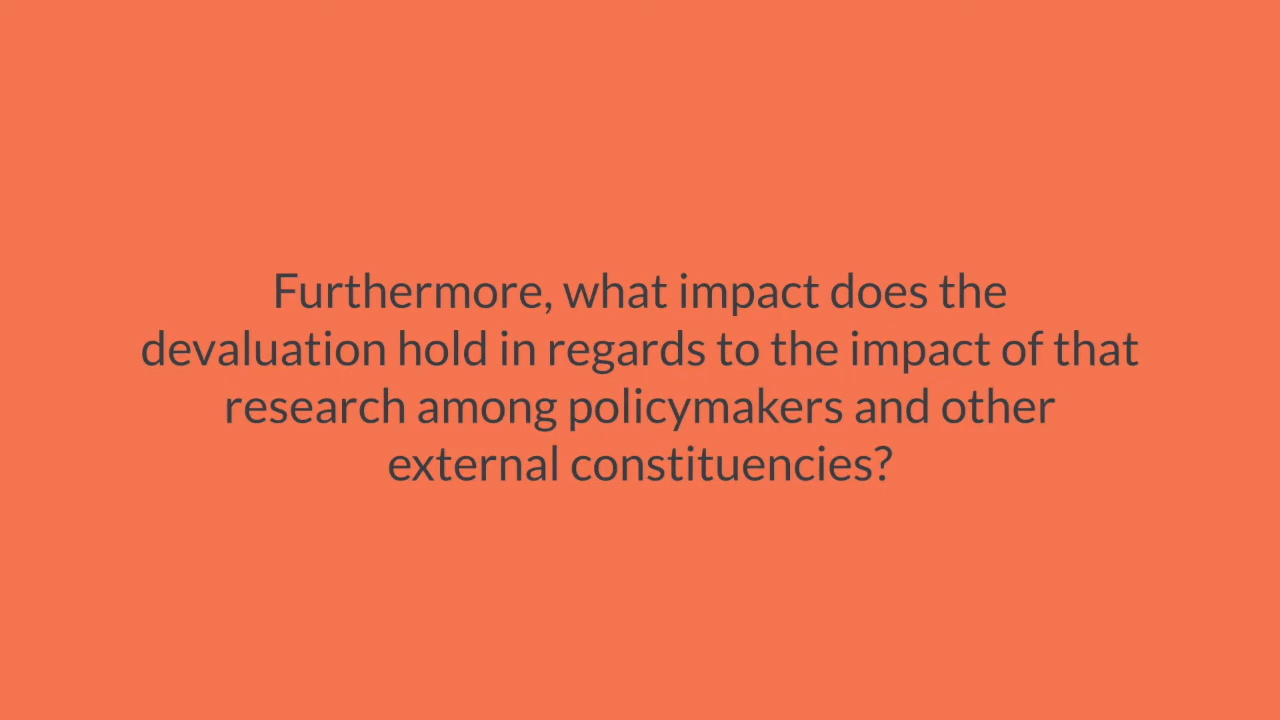 Furthermore, what impact does the
devaluation hold in regards to the impact of that
research among policymakers and other
external constituencies?